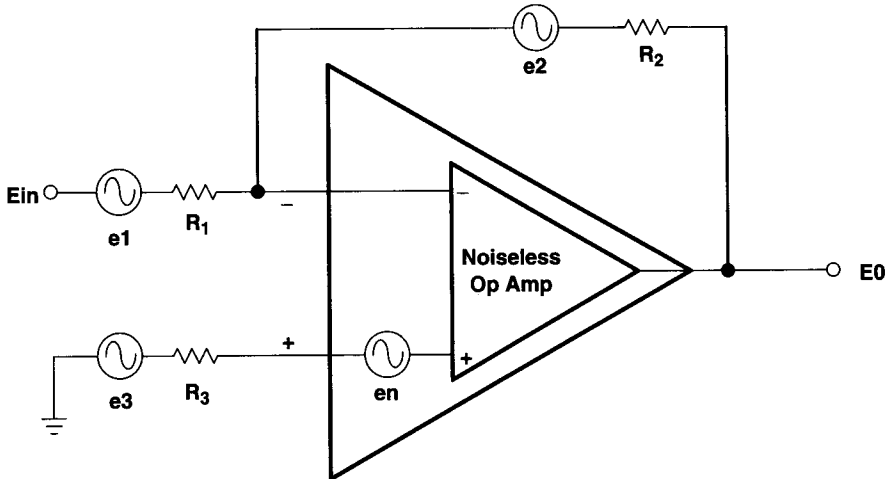 e2
R2
Ein
e1
R1
−
−
Noiseless
Op Amp
E0
+
+
e3
R3
en